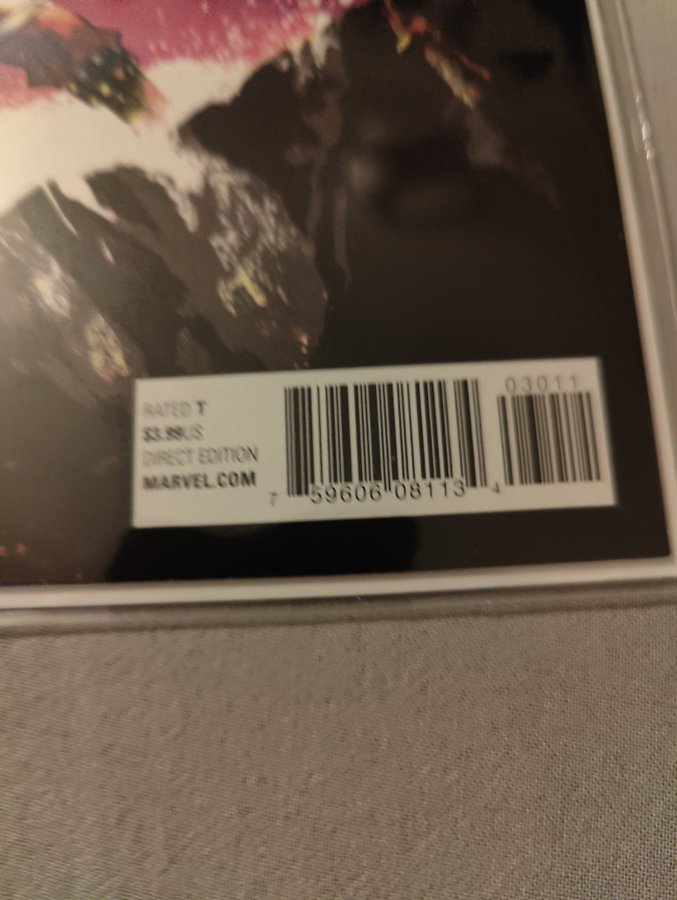 RATED T
$3.99US
DIRECT EDITION
MARVEL.COM
7 59606 08113 4
03011